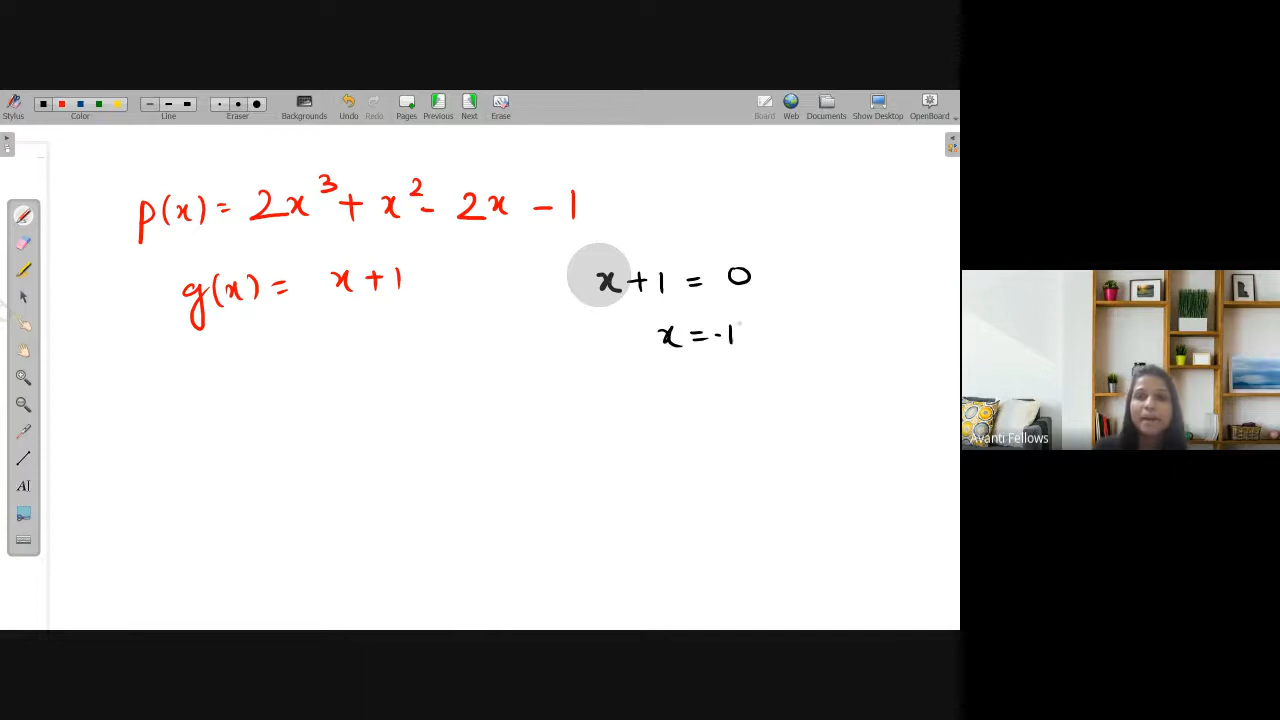 Stylus
Color
Line
Eraser
Backgrounds
Undo
Redo
Pages
Previous
Next
Erase
Board
Web
Documents
Show Desktop
OpenBoard
p(x) = 2x³ + x² - 2x - 1
g(x) = x + 1
x + 1 = 0
x = -1
AI
Avanti Fellows